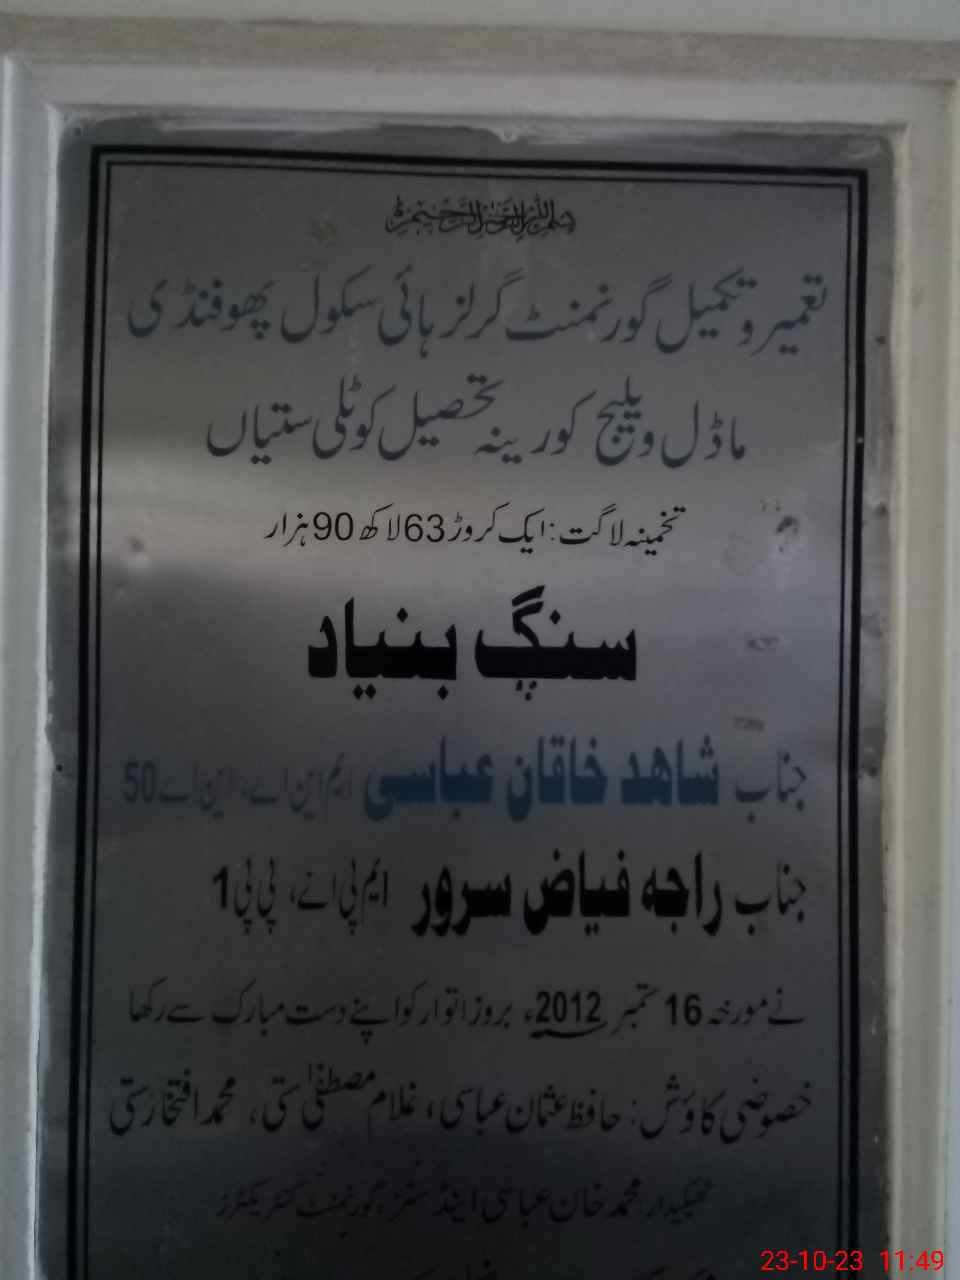 بسم اللہ الرحمن الرحیم
تعمیر و تکمیل گورنمنٹ گرلز ہائی سکول پھوفنڈی
ماڈل ویلیج کورینہ تحصیل کوٹلی ستیاں
تخمینہ لاگت: ایک کروڑ 63 لاکھ 90 ہزار
سنگ بنیاد
جناب شاہد خاقان عباسی ایم این اے، این اے 50
جناب راجہ فیاض سرور ایم پی اے، پی پی 1
نے مورخہ 16 ستمبر 2012ء بروز اتوار کو اپنے دست مبارک سے رکھا
خصوصی کاوش: حافظ عثمان عباسی، غلام مصطفیٰ ستی، محمد افتخار ستی
ٹھیکیدار محمد خان عباسی اینڈ سنز، گورنمنٹ کنٹریکٹرز
23-10-23 11:49